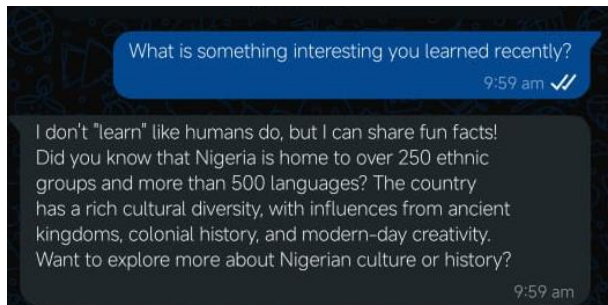 What is something interesting you learned recently?
9:59 am
I don't "learn" like humans do, but I can share fun facts!
Did you know that Nigeria is home to over 250 ethnic
groups and more than 500 languages? The country
has a rich cultural diversity, with influences from ancient
kingdoms, colonial history, and modern-day creativity.
Want to explore more about Nigerian culture or history?
9:59 am